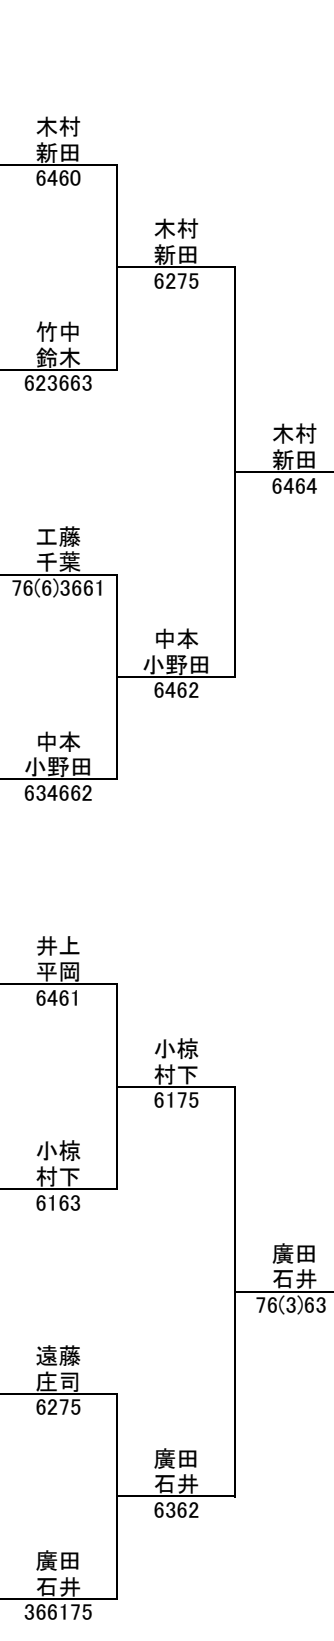 木村
新田
6460
木村
新田
6275
竹中
鈴木
623663
木村
新田
6464
工藤
千葉
76(6)3661
中本
小野田
6462
中本
小野田
634662
井上
平岡
6461
小椋
村下
6175
小椋
村下
6163
廣田
石井
76(3)63
遠藤
庄司
6275
廣田
石井
6362
廣田
石井
366175